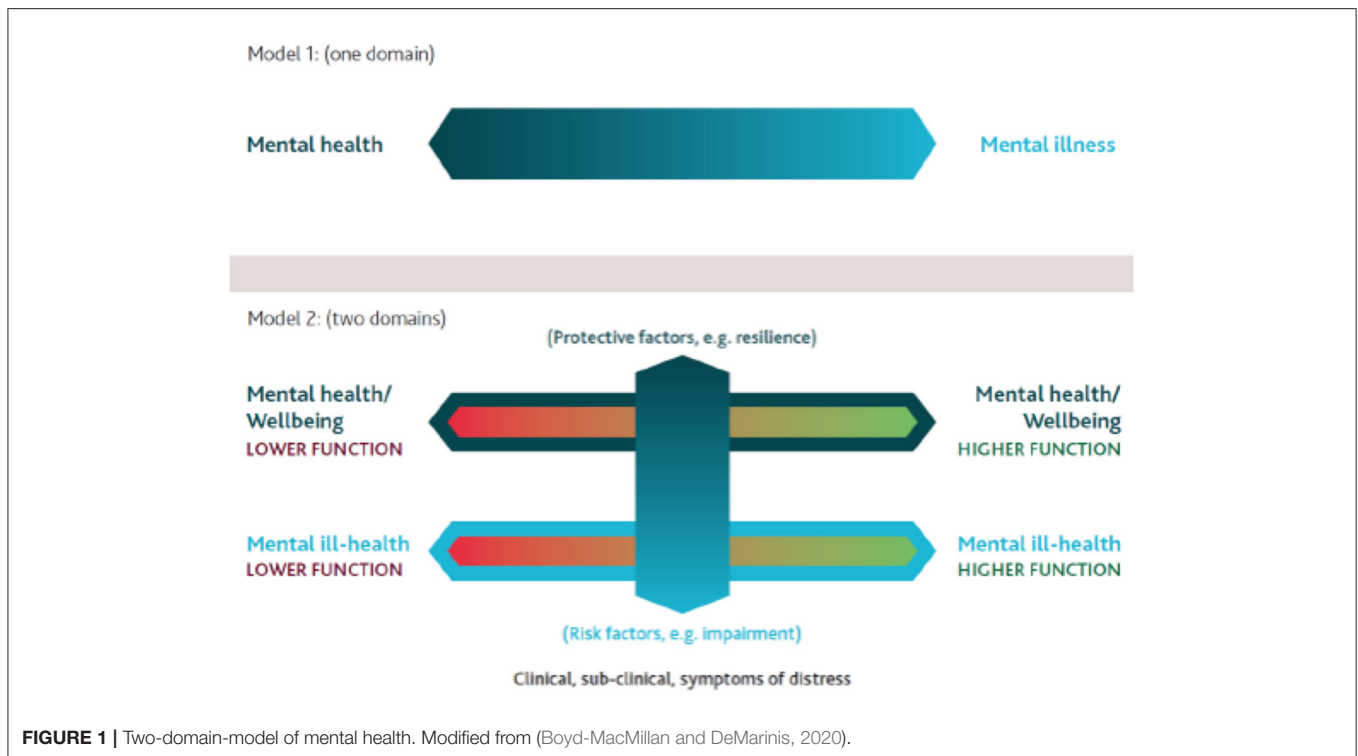 Model 1: (one domain)
Mental health
Mental illness
Model 2: (two domains)
(Protective factors, e.g. resilience)
Mental health/
Wellbeing
LOWER FUNCTION
Mental health/
Wellbeing
HIGHER FUNCTION
Mental ill-health
LOWER FUNCTION
Mental ill-health
HIGHER FUNCTION
(Risk factors, e.g. impairment)
Clinical, sub-clinical, symptoms of distress
FIGURE 1 | Two-domain-model of mental health. Modified from (Boyd-MacMillan and DeMarinis, 2020).